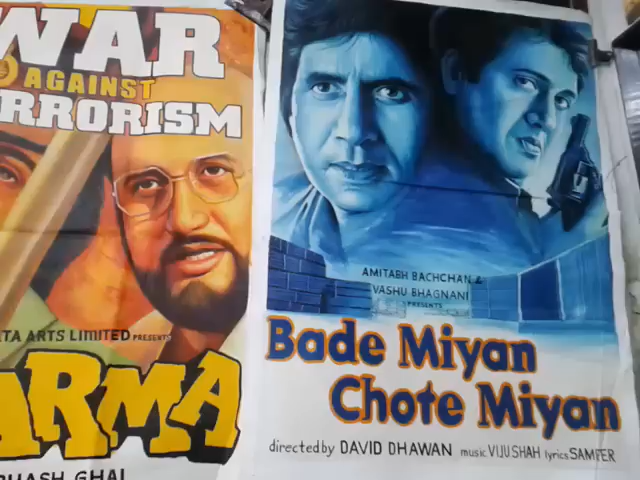 WAR
AGAINST
RRORISM
TA ARTS LIMITED PRESENTS
ARMA
BHASH GHAI
AMITABH BACHCHAN &
VASHU BHAGNANI
PRESENTS
Bade Miyan
Chote Miyan
directed by DAVID DHAWAN music VIJU SHAH lyrics SAMEER